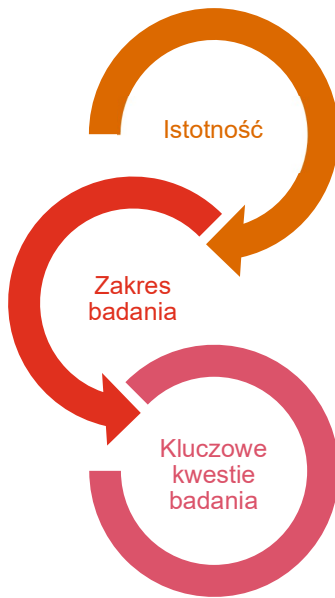 Istotność
Zakres
badania
Kluczowe
kwestie
badania